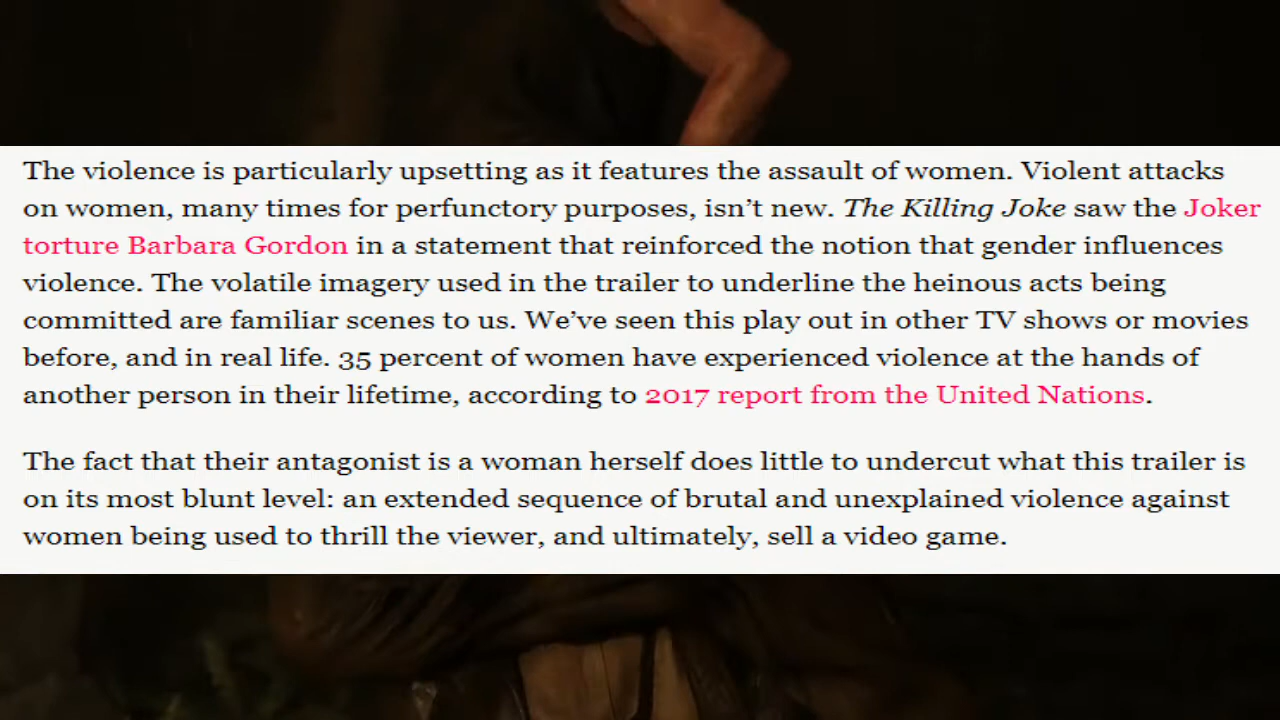 The violence is particularly upsetting as it features the assault of women. Violent attacks
on women, many times for perfunctory purposes, isn’t new. The Killing Joke saw the Joker
torture Barbara Gordon in a statement that reinforced the notion that gender influences
violence. The volatile imagery used in the trailer to underline the heinous acts being
committed are familiar scenes to us. We’ve seen this play out in other TV shows or movies
before, and in real life. 35 percent of women have experienced violence at the hands of
another person in their lifetime, according to 2017 report from the United Nations.
The fact that their antagonist is a woman herself does little to undercut what this trailer is
on its most blunt level: an extended sequence of brutal and unexplained violence against
women being used to thrill the viewer, and ultimately, sell a video game.